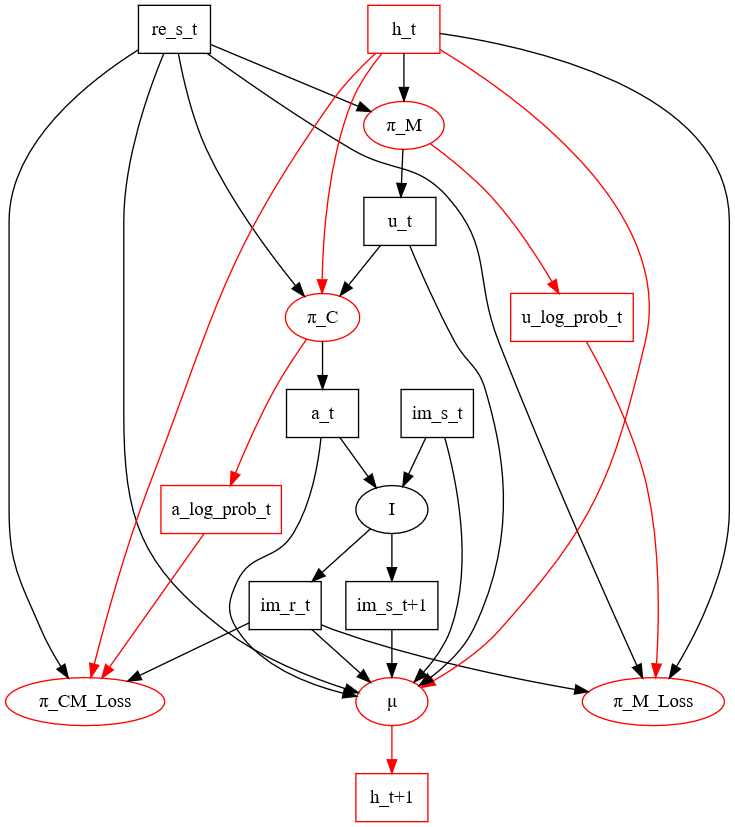 re_s_t
h_t
π_M
u_t
π_C
u_log_prob_t
a_t
im_s_t
a_log_prob_t
I
im_r_t
im_s_t+1
π_CM_Loss
μ
π_M_Loss
h_t+1